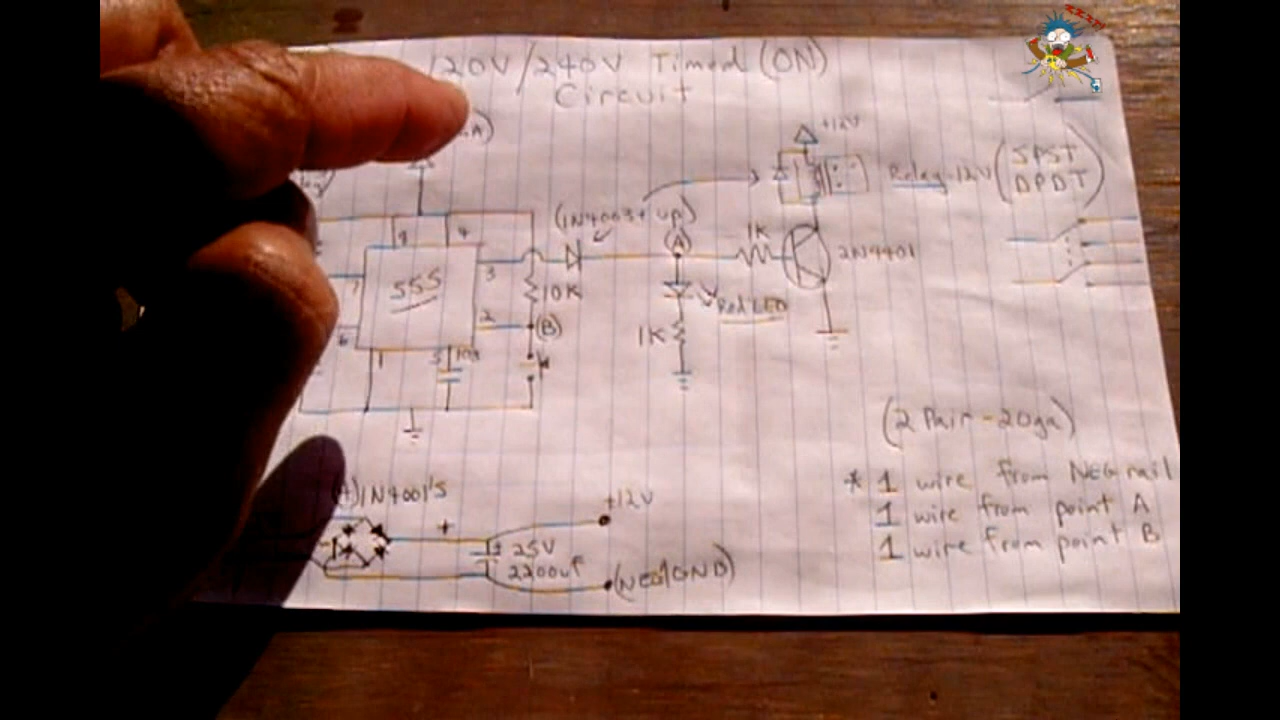 120V/240V Timed (ON)
Circuit
A)
+12V
Relay-12V (SPST
DPDT)
(1N4003+ up)
(A)
1K
2N4401
8
4
3
555
7
10K
Red LED
2
(B)
1K
6
1
5
(2 Pair - 20ga)
* 1 wire from NEG rail
1 wire from point A
1 wire from point B
(4) 1N4001's
+
+12V
25V
2200uf
(NEG/GND)